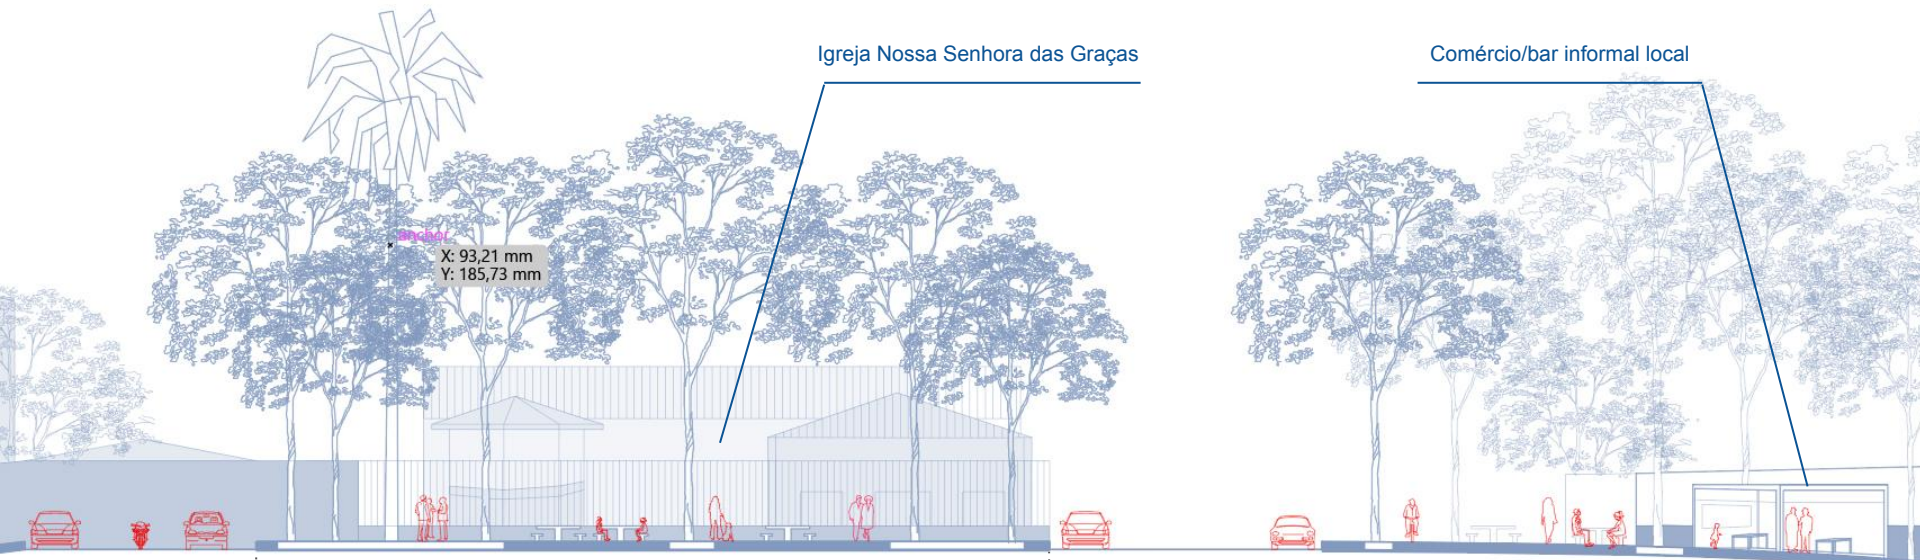 Igreja Nossa Senhora das Graças
Comércio/bar informal local
anchor
X: 93,21 mm
Y: 185,73 mm